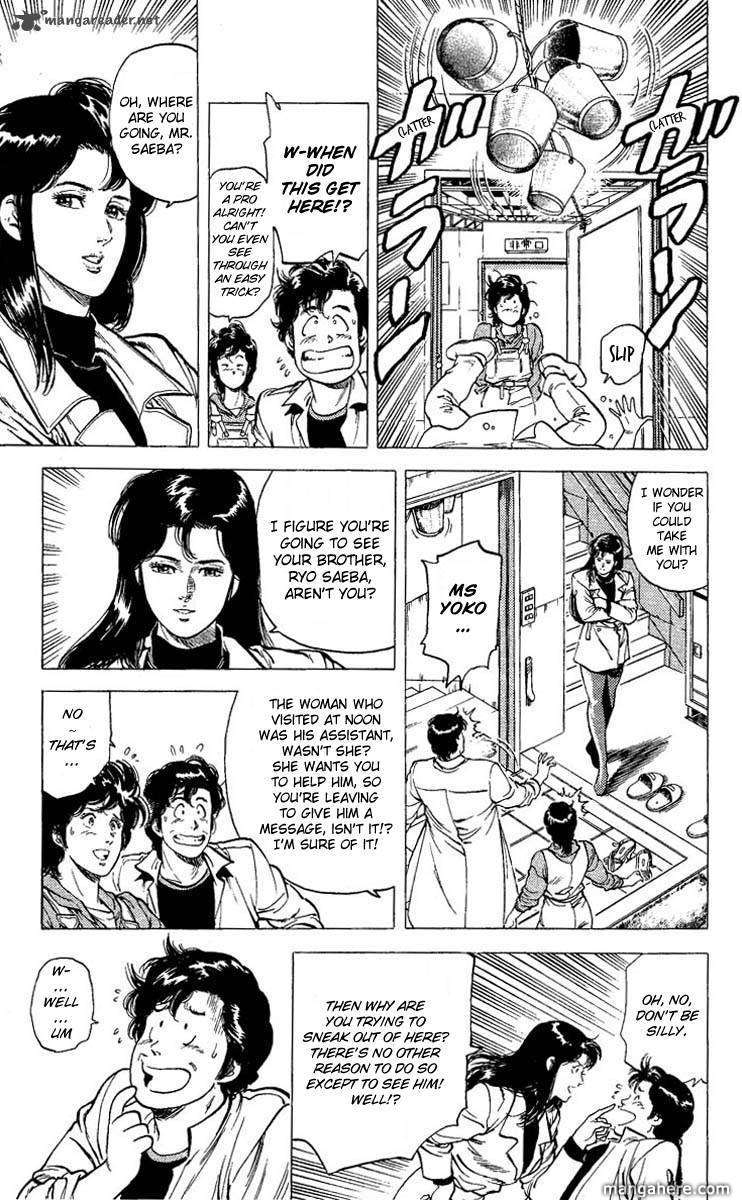 ガラン
CLATTER
ガラン
CLATTER
非常口
SLIP
W-WHEN
DID
THIS GET
HERE!?
YOU'RE
A PRO
ALRIGHT!
CAN'T
YOU EVEN
SEE
THROUGH
AN EASY
TRICK?
OH, WHERE
ARE YOU
GOING, MR.
SAEBA?
I WONDER
IF YOU
COULD
TAKE
ME WITH
YOU?
MS
YOKO
...
I FIGURE YOU'RE
GOING TO SEE
YOUR BROTHER,
RYO SAEBA,
AREN'T YOU?
THE WOMAN WHO
VISITED AT NOON
WAS HIS ASSISTANT,
WASN'T SHE?
SHE WANTS YOU
TO HELP HIM, SO
YOU'RE LEAVING
TO GIVE HIM A
MESSAGE, ISN'T IT!?
I'M SURE OF IT!
NO
~
THAT'S
...
OH, NO,
DON'T BE
SILLY.
THEN WHY ARE
YOU TRYING TO
SNEAK OUT OF HERE?
THERE'S NO OTHER
REASON TO DO SO
EXCEPT TO SEE HIM!
WELL!?
W-
...
WELL
...
UM
mangareader.net
mangahere.com